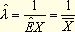 λ̂ = 1/(ÊX) = 1/X̅